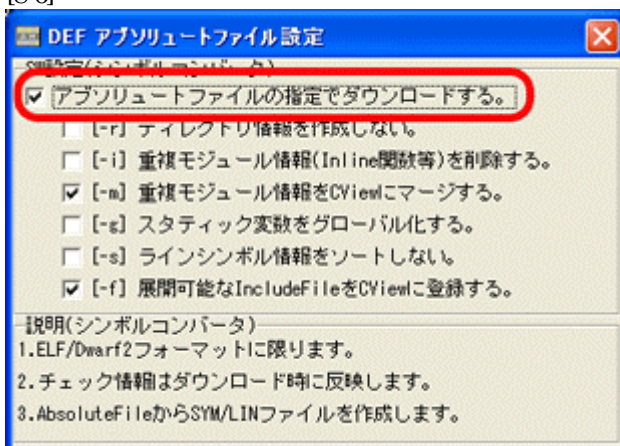 DEF アブソリュートファイル設定
SW設定(シンボルコンバータ)
アブソリュートファイルの指定でダウンロードする。
[-r] ディレクトリ情報を作成しない。
[-i] 重複モジュール情報(Inline関数等)を削除する。
[-m] 重複モジュール情報をCViewにマージする。
[-g] スタティック変数をグローバル化する。
[-s] ラインシンボル情報をソートしない。
[-f] 展開可能なIncludeFileをCViewに登録する。
説明(シンボルコンバータ)
1.ELF/Dwarf2フォーマットに限ります。
2.チェック情報はダウンロード時に反映します。
3.AbsoluteFileからSYM/LINファイルを作成します。